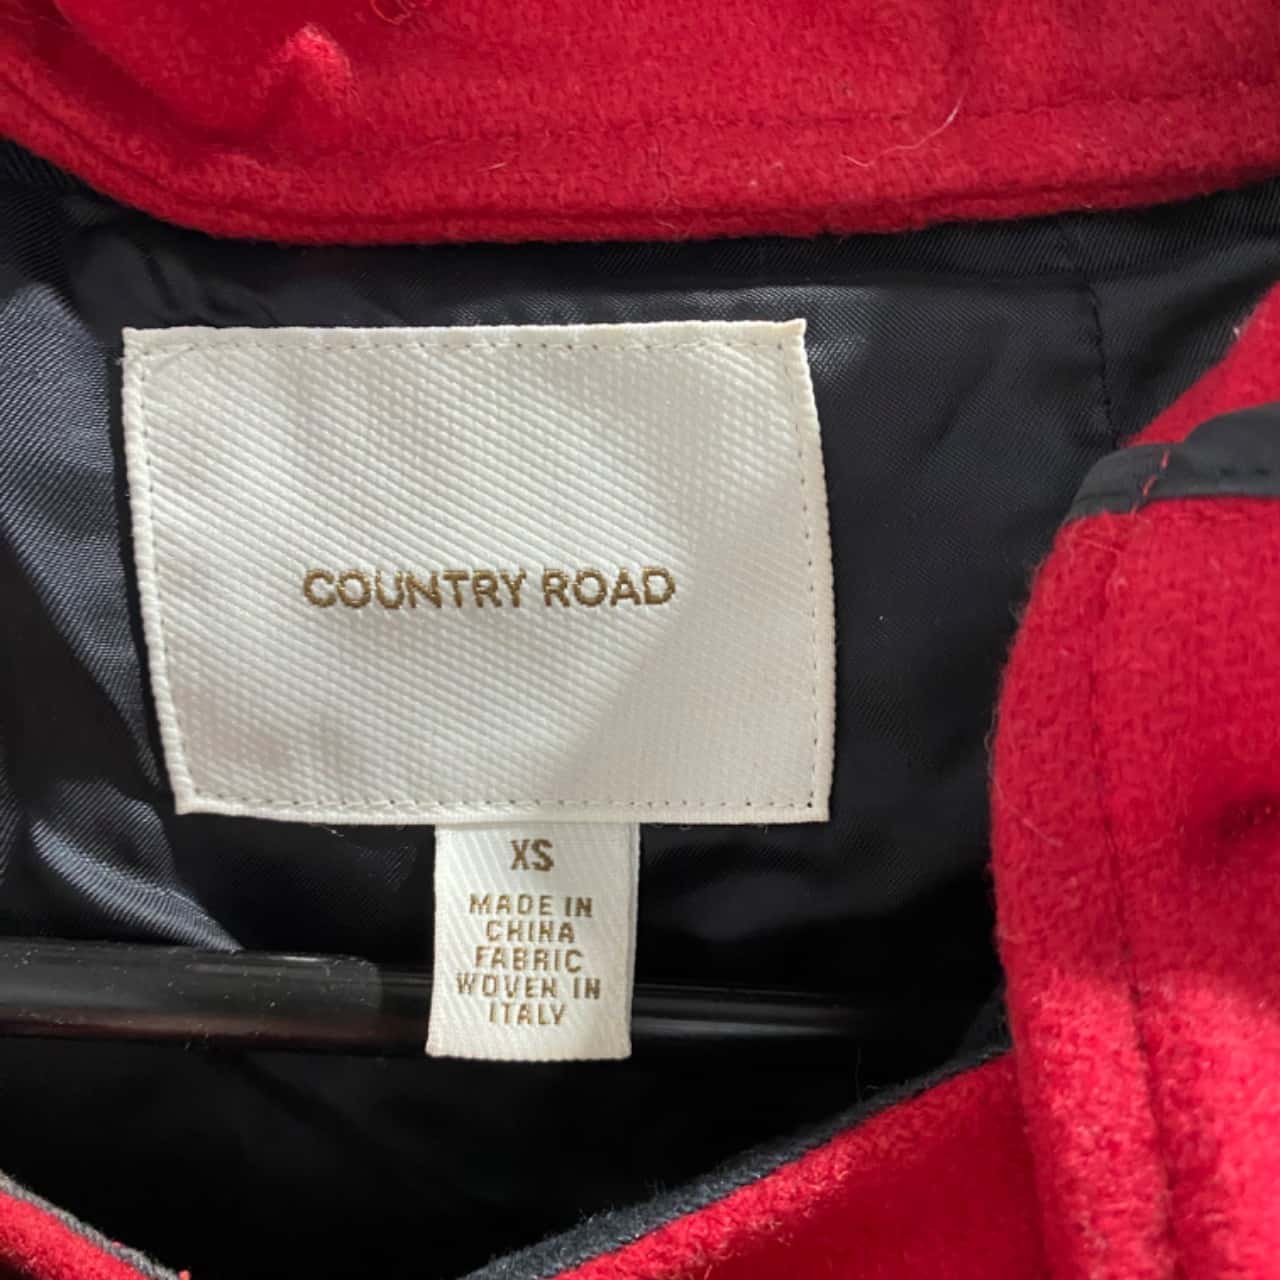 COUNTRY ROAD
XS
MADE IN
CHINA
FABRIC
WOVEN IN
ITALY